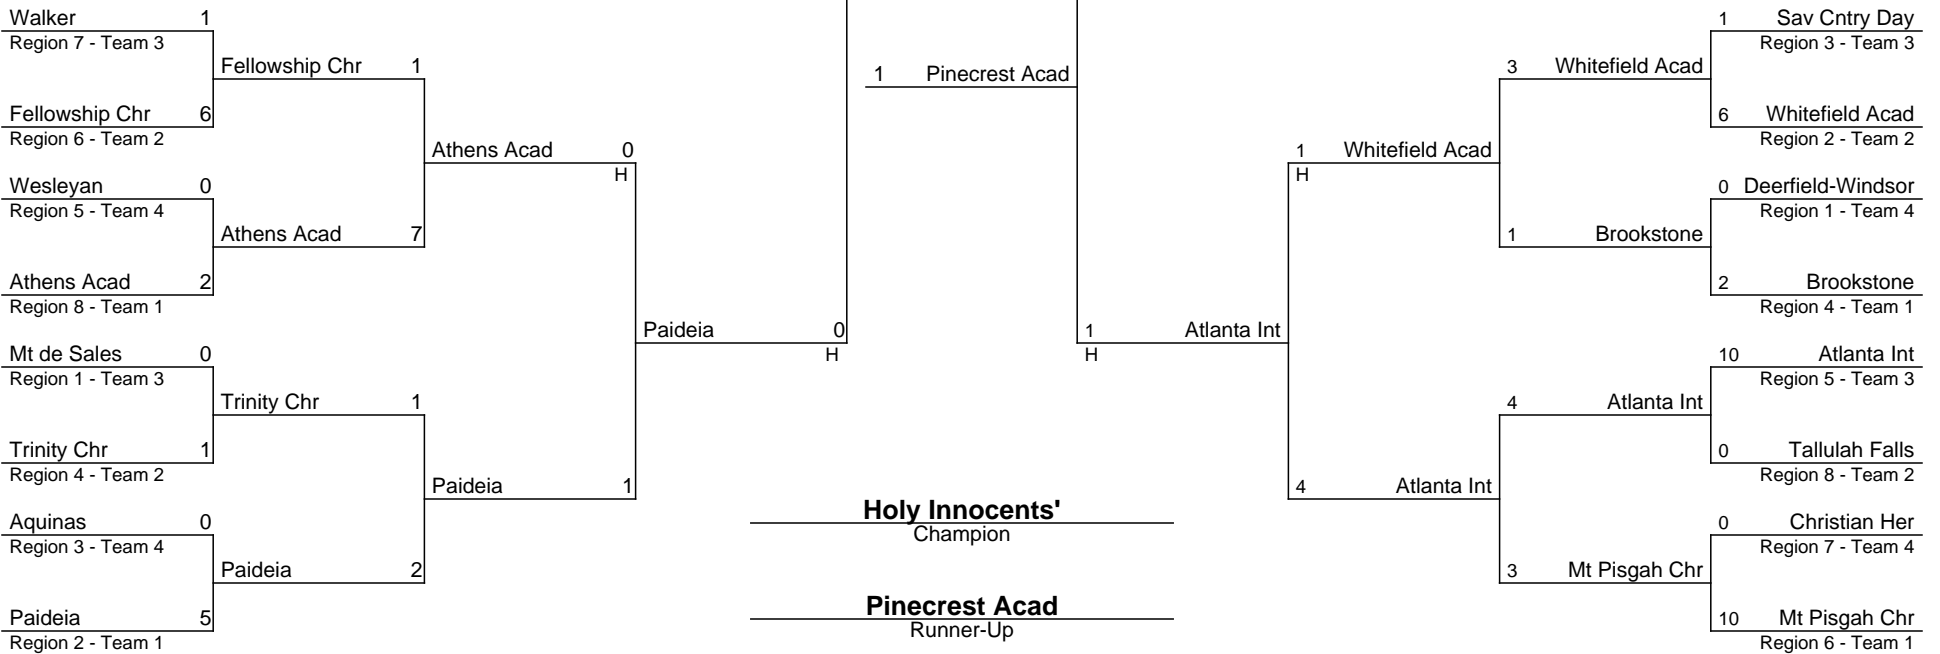 Walker 1
Region 7 - Team 3
Fellowship Chr 1
Fellowship Chr 6
Region 6 - Team 2
Athens Acad 0
H
Wesleyan 0
Region 5 - Team 4
Athens Acad 7
Athens Acad 2
Region 8 - Team 1
Paideia 0
H
Mt de Sales 0
Region 1 - Team 3
Trinity Chr 1
Trinity Chr 1
Region 4 - Team 2
Paideia 1
Aquinas 0
Region 3 - Team 4
Paideia 2
Paideia 5
Region 2 - Team 1
1 Pinecrest Acad
Holy Innocents'
Champion
Pinecrest Acad
Runner-Up
1 Sav Cntry Day
Region 3 - Team 3
3 Whitefield Acad
6 Whitefield Acad
Region 2 - Team 2
1 Whitefield Acad
H
0 Deerfield-Windsor
Region 1 - Team 4
1 Brookstone
2 Brookstone
Region 4 - Team 1
1 Atlanta Int
H
10 Atlanta Int
Region 5 - Team 3
4 Atlanta Int
0 Tallulah Falls
Region 8 - Team 2
4 Atlanta Int
0 Christian Her
Region 7 - Team 4
3 Mt Pisgah Chr
10 Mt Pisgah Chr
Region 6 - Team 1